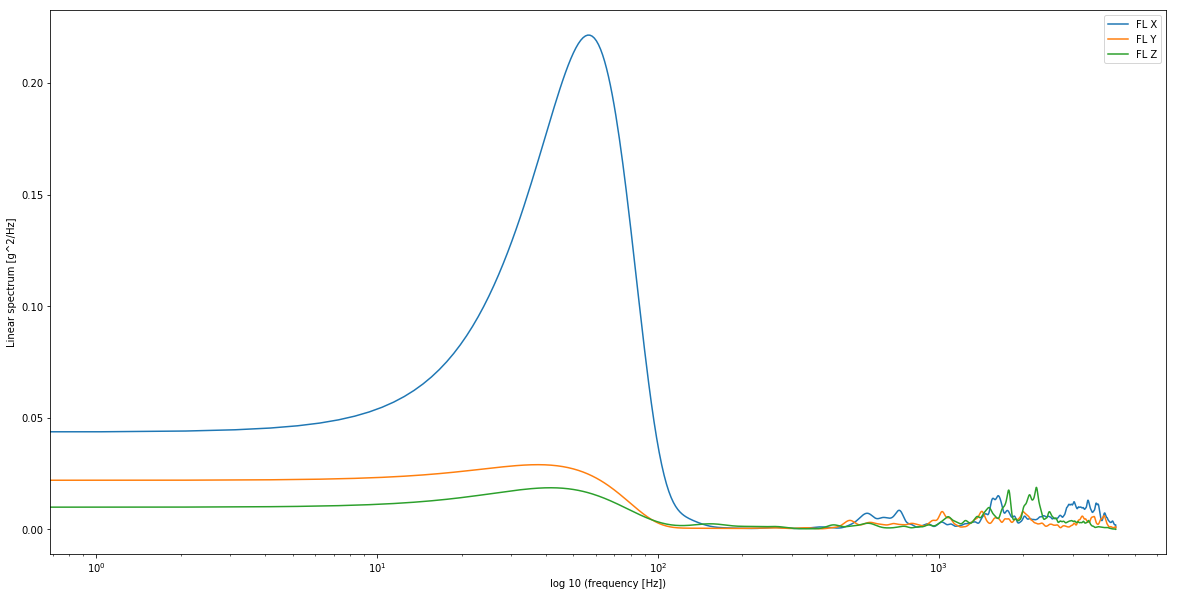 FL X
FL Y
FL Z
0.20
0.15
0.10
0.05
0.00
Linear spectrum [g^2/Hz]
10^0 10^1 10^2 10^3
log 10 (frequency [Hz])